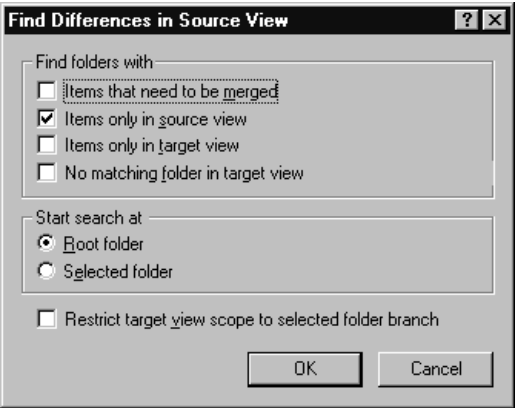 Find Differences in Source View
Find folders with
Items that need to be merged
Items only in source view
Items only in target view
No matching folder in target view
Start search at
Root folder
Selected folder
Restrict target view scope to selected folder branch
OK Cancel